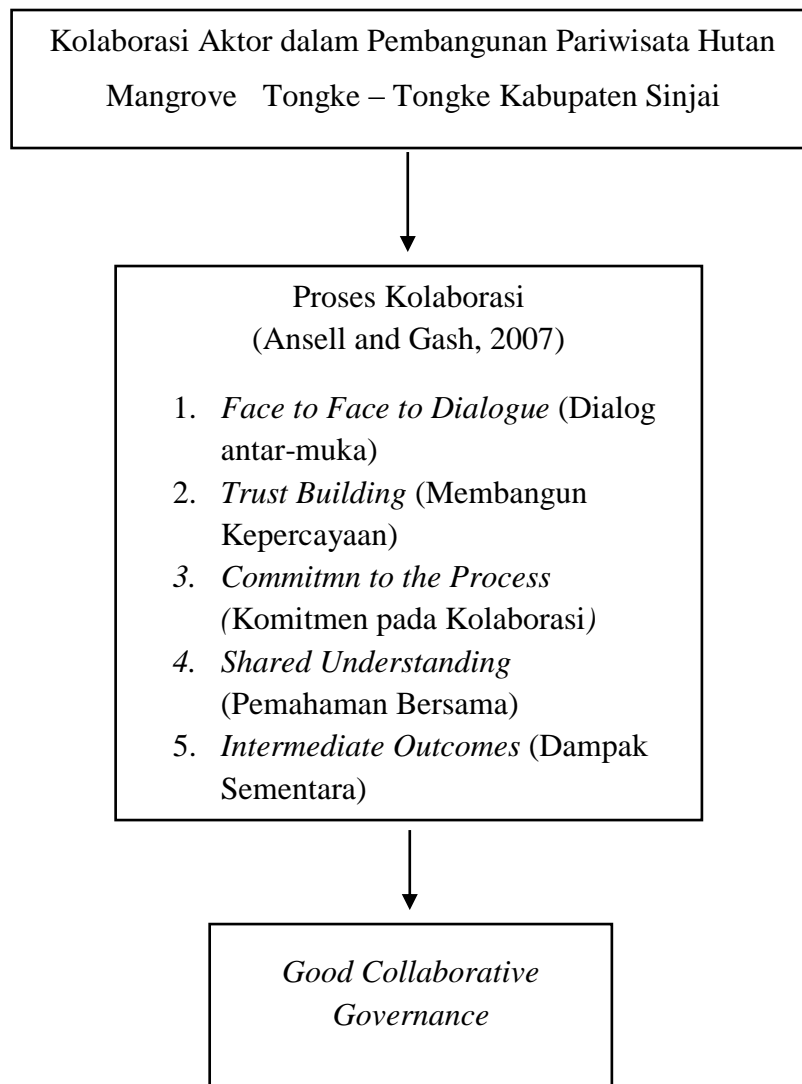 Kolaborasi Aktor dalam Pembangunan Pariwisata Hutan
Mangrove Tongke – Tongke Kabupaten Sinjai
Proses Kolaborasi
(Ansell and Gash, 2007)
1. Face to Face to Dialogue (Dialog
antar-muka)
2. Trust Building (Membangun
Kepercayaan)
3. Commitmn to the Process
(Komitmen pada Kolaborasi)
4. Shared Understanding
(Pemahaman Bersama)
5. Intermediate Outcomes (Dampak
Sementara)
Good Collaborative
Governance